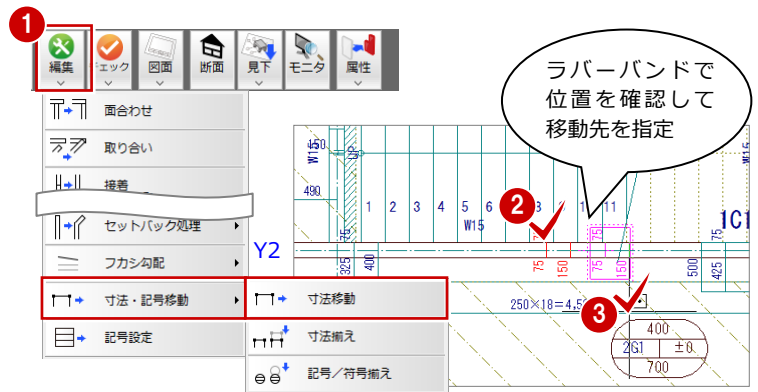 1
編集
チェック
図面
断面
見下
モニタ
属性
面合わせ
取り合い
接着
セットバック処理
フカシ勾配
寸法・記号移動
記号設定
寸法移動
寸法揃え
記号／符号揃え
ラバーバンドで
位置を確認して
移動先を指定
W15
UP
490
1 2 3 4 5 6 11
W15
2
1C1
Y2
75
75
75
325
400
75
150
75
150
500
425
250×18=4,5
3
400
2G1 ±0
700